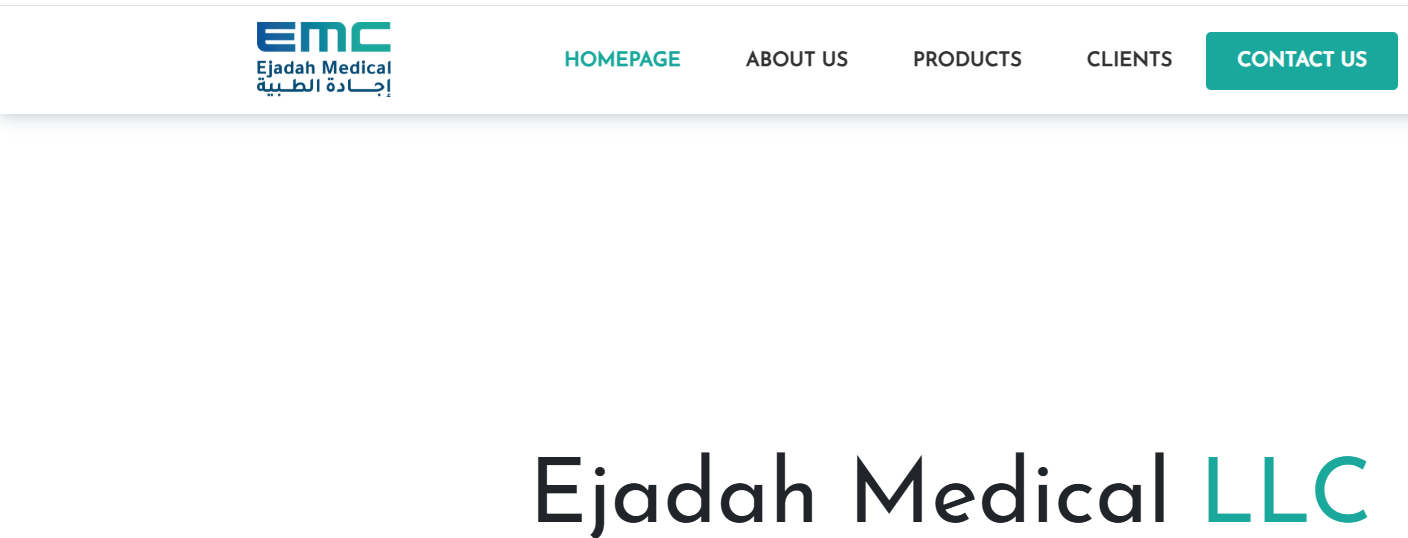 EMC
Ejadah Medical
إجـــادة الطـبية
HOMEPAGE
ABOUT US
PRODUCTS
CLIENTS
CONTACT US
Ejadah Medical LLC